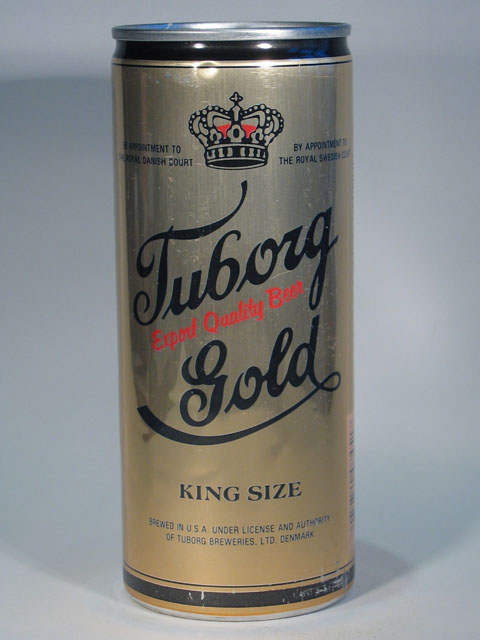 BY APPOINTMENT TO
THE ROYAL DANISH COURT
BY APPOINTMENT TO
THE ROYAL SWEDISH COURT
Tuborg
Export Quality Beer
Gold
KING SIZE
BREWED IN U.S.A. UNDER LICENSE AND AUTHORITY
OF TUBORG BREWERIES, LTD. DENMARK